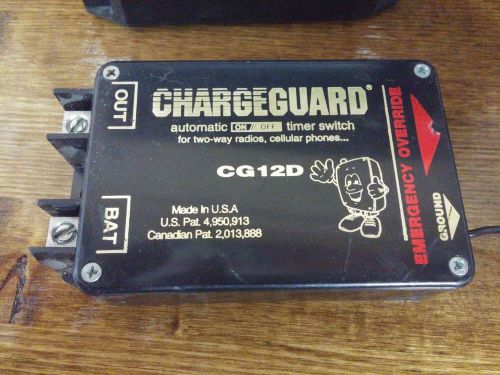 OUT
CHARGEGUARD®
automatic ON // OFF timer switch
for two-way radios, cellular phones...
CG12D
BAT
Made In U.S.A
U.S. Pat. 4,950,913
Canadian Pat. 2,013,888
EMERGENCY OVERRIDE
GROUND